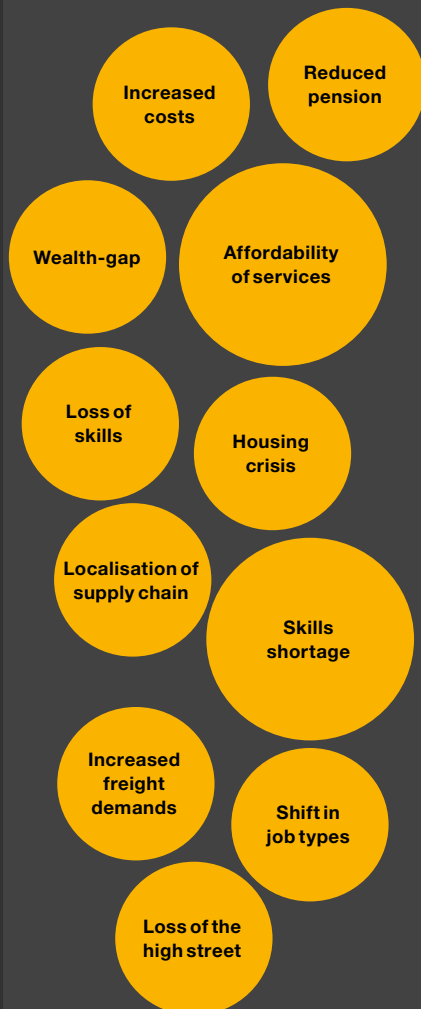 Increased
costs
Reduced
pension
Wealth-gap
Affordability
of services
Loss of
skills
Housing
crisis
Localisation of
supply chain
Skills
shortage
Increased
freight
demands
Shift in
job types
Loss of the
high street